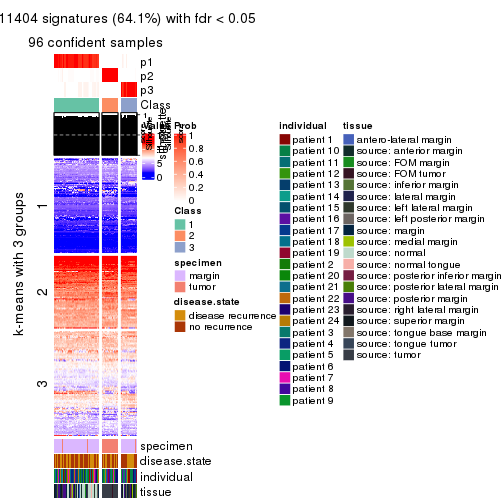 11404 signatures (64.1%) with fdr < 0.05
96 confident samples
p1
p2
p3
Class
Silhouette
Prob
0.8
0.6
0.4
0.2
0
5
0
Class
1
2
3
specimen
margin
tumor
disease.state
disease recurrence
no recurrence
k-means with 3 groups
1
2
3
specimen
disease.state
individual
tissue
individual
patient 1
patient 10
patient 11
patient 12
patient 13
patient 14
patient 15
patient 16
patient 17
patient 18
patient 19
patient 2
patient 20
patient 21
patient 22
patient 23
patient 24
patient 3
patient 4
patient 5
patient 6
patient 7
patient 8
patient 9
tissue
antero-lateral margin
source: anterior margin
source: FOM margin
source: FOM tumor
source: inferior margin
source: lateral margin
source: left lateral margin
source: left posterior margin
source: margin
source: medial margin
source: normal
source: normal tongue
source: posterior inferior margin
source: posterior lateral margin
source: posterior margin
source: right lateral margin
source: superior margin
source: tongue base margin
source: tongue tumor
source: tumor